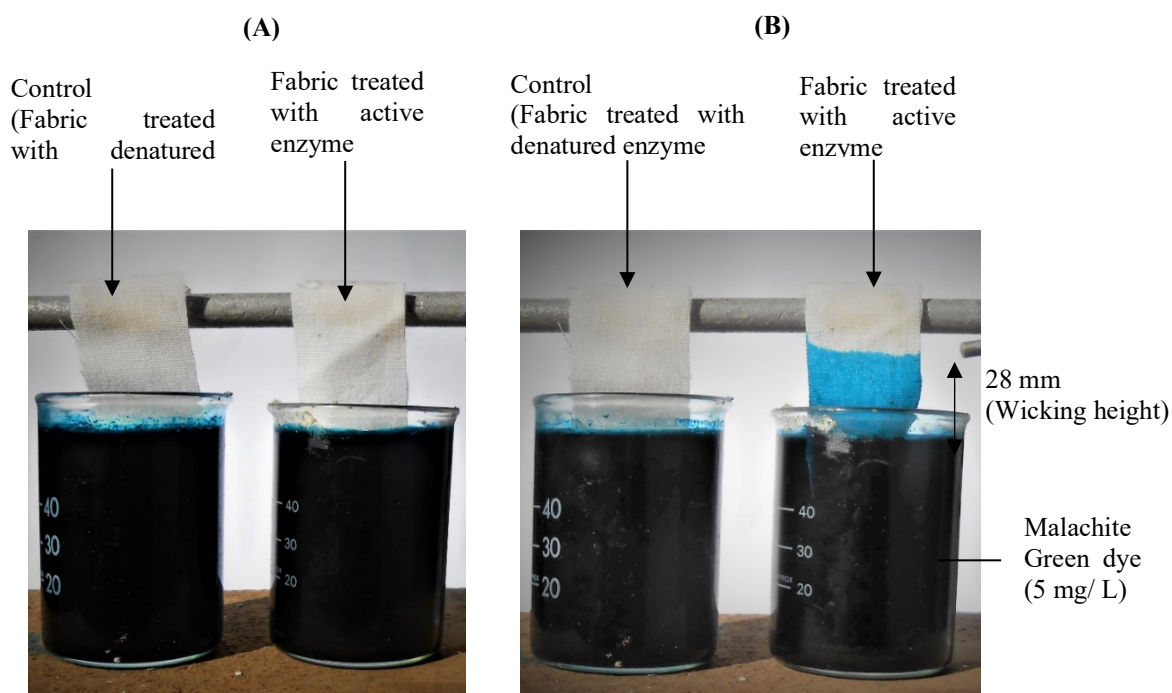 (A)
(B)
Control
(Fabric treated
with denatured
Fabric treated
with active
enzyme
Control
(Fabric treated with
denatured enzyme
Fabric treated
with active
enzyme
28 mm
(Wicking height)
Malachite
Green dye
(5 mg/ L)
40
30
20
40
30
20
40
30
20
40
30
20